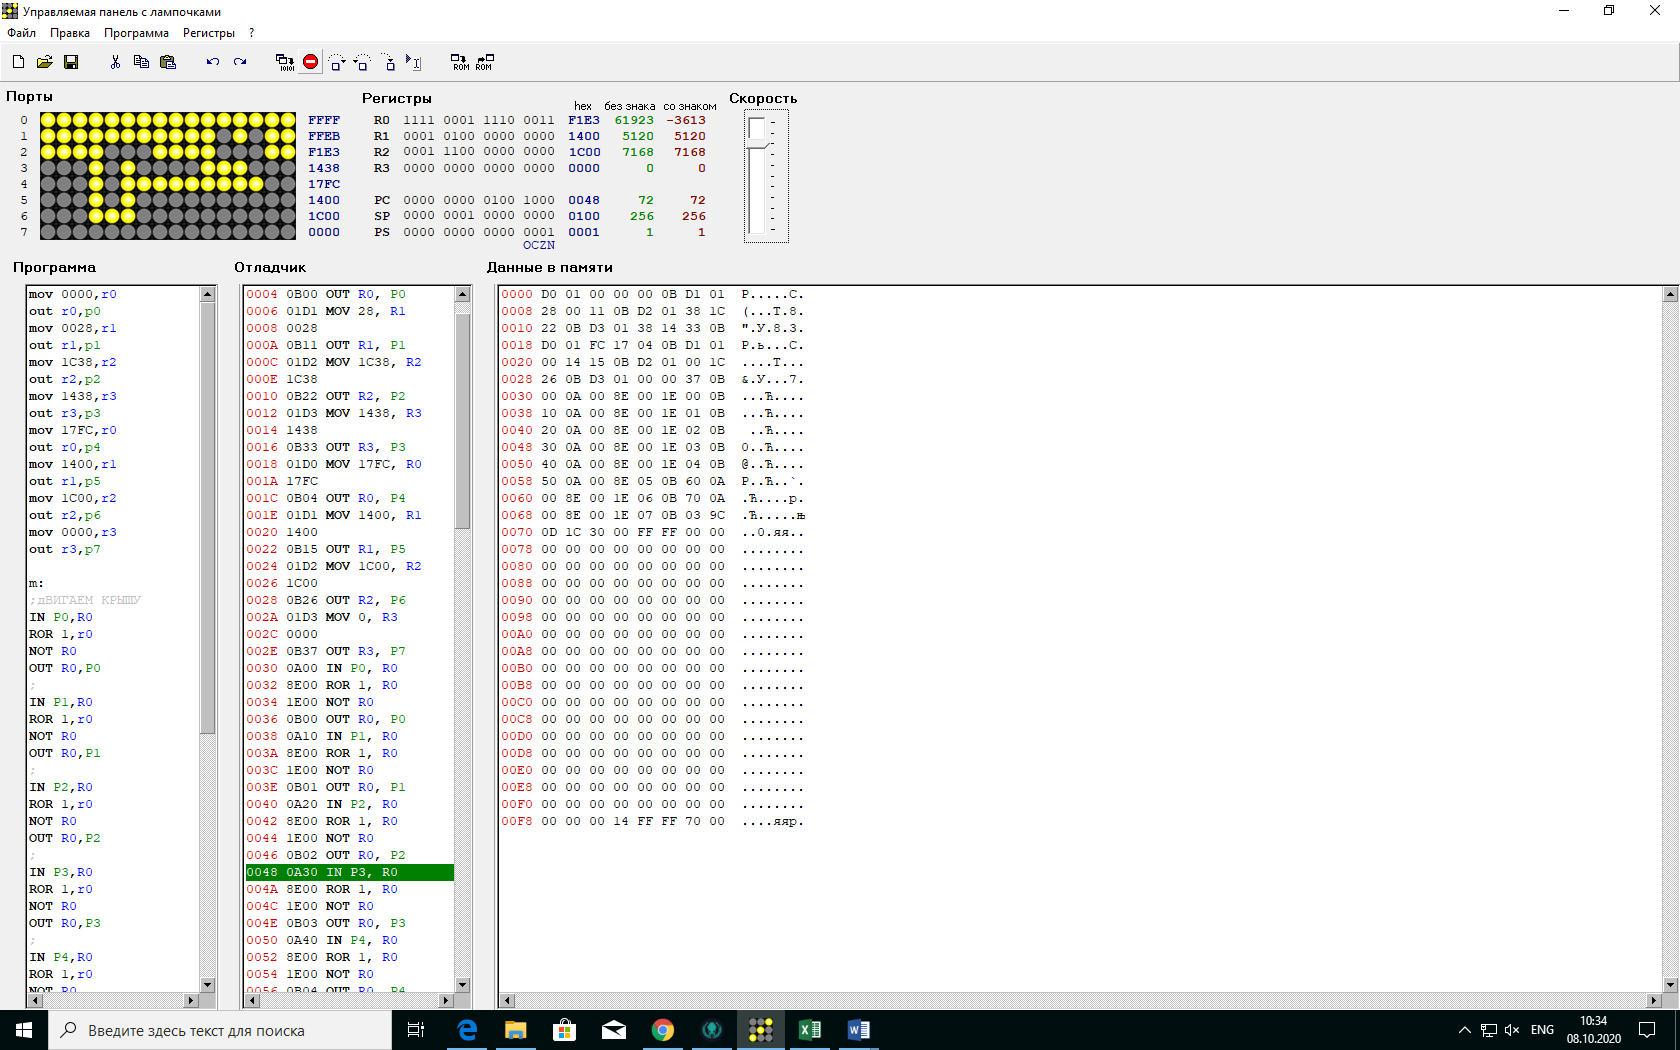 Управляемая панель с лампочками
Файл Правка Программа Регистры ?
Порты
0 FFFF
1 FFEB
2 F1E3
3 1438
4 17FC
5 1400
6 1C00
7 0000
Регистры hex без знака со знаком
R0 1111 0001 1110 0011 F1E3 61923 -3613
R1 0001 0100 0000 0000 1400 5120 5120
R2 0001 1100 0000 0000 1C00 7168 7168
R3 0000 0000 0000 0000 0000 0 0
PC 0000 0000 0100 1000 0048 72 72
SP 0000 0001 0000 0000 0100 256 256
PS 0000 0000 0000 0001 0001 1 1
OCZN
Скорость
Программа
mov 0000,r0
out r0,p0
mov 0028,r1
out r1,p1
mov 1C38,r2
out r2,p2
mov 1438,r3
out r3,p3
mov 17FC,r0
out r0,p4
mov 1400,r1
out r1,p5
mov 1C00,r2
out r2,p6
mov 0000,r3
out r3,p7
m:
;дВИГАЕМ КРЫШУ
IN P0,R0
ROR 1,r0
NOT R0
OUT R0,P0
;
IN P1,R0
ROR 1,r0
NOT R0
OUT R0,P1
;
IN P2,R0
ROR 1,r0
NOT R0
OUT R0,P2
;
IN P3,R0
ROR 1,r0
NOT R0
OUT R0,P3
;
IN P4,R0
ROR 1,r0
NOT R0
Отладчик
0004 0B00 OUT R0, P0
0006 01D1 MOV 28, R1
0008 0028
000A 0B11 OUT R1, P1
000C 01D2 MOV 1C38, R2
000E 1C38
0010 0B22 OUT R2, P2
0012 01D3 MOV 1438, R3
0014 1438
0016 0B33 OUT R3, P3
0018 01D0 MOV 17FC, R0
001A 17FC
001C 0B04 OUT R0, P4
001E 01D1 MOV 1400, R1
0020 1400
0022 0B15 OUT R1, P5
0024 01D2 MOV 1C00, R2
0026 1C00
0028 0B26 OUT R2, P6
002A 01D3 MOV 0, R3
002C 0000
002E 0B37 OUT R3, P7
0030 0A00 IN P0, R0
0032 8E00 ROR 1, R0
0034 1E00 NOT R0
0036 0B00 OUT R0, P0
0038 0A10 IN P1, R0
003A 8E00 ROR 1, R0
003C 1E00 NOT R0
003E 0B01 OUT R0, P1
0040 0A20 IN P2, R0
0042 8E00 ROR 1, R0
0044 1E00 NOT R0
0046 0B02 OUT R0, P2
0048 0A30 IN P3, R0
004A 8E00 ROR 1, R0
004C 1E00 NOT R0
004E 0B03 OUT R0, P3
0050 0A40 IN P4, R0
0052 8E00 ROR 1, R0
0054 1E00 NOT R0
0056 0B04 OUT R0, P4
Данные в памяти
0000 D0 01 00 00 00 0B D1 01 Р.....С.
0008 28 00 11 0B D2 01 38 1C (...Т.8.
0010 22 0B D3 01 38 14 33 0B ".У.8.3.
0018 D0 01 FC 17 04 0B D1 01 Р.ь...С.
0020 00 14 15 0B D2 01 00 1C ....Т...
0028 26 0B D3 01 00 00 37 0B &.У...7.
0030 00 0A 00 8E 00 1E 00 0B ...Ћ....
0038 10 0A 00 8E 00 1E 01 0B ...Ћ....
0040 20 0A 00 8E 00 1E 02 0B ..Ћ....
0048 30 0A 00 8E 00 1E 03 0B 0..Ћ....
0050 40 0A 00 8E 00 1E 04 0B @..Ћ....
0058 50 0A 00 8E 05 0B 60 0A P..Ћ..`.
0060 00 8E 00 1E 06 0B 70 0A .Ћ....p.
0068 00 8E 00 1E 07 0B 03 9C .Ћ.....њ
0070 0D 1C 30 00 FF FF 00 00 ..0.яя..
0078 00 00 00 00 00 00 00 00 ........
0080 00 00 00 00 00 00 00 00 ........
0088 00 00 00 00 00 00 00 00 ........
0090 00 00 00 00 00 00 00 00 ........
0098 00 00 00 00 00 00 00 00 ........
00A0 00 00 00 00 00 00 00 00 ........
00A8 00 00 00 00 00 00 00 00 ........
00B0 00 00 00 00 00 00 00 00 ........
00B8 00 00 00 00 00 00 00 00 ........
00C0 00 00 00 00 00 00 00 00 ........
00C8 00 00 00 00 00 00 00 00 ........
00D0 00 00 00 00 00 00 00 00 ........
00D8 00 00 00 00 00 00 00 00 ........
00E0 00 00 00 00 00 00 00 00 ........
00E8 00 00 00 00 00 00 00 00 ........
00F0 00 00 00 00 00 00 00 00 ........
00F8 00 00 00 14 FF FF 70 00 ....яяp.
Введите здесь текст для поиска
ENG
10:34
08.10.2020